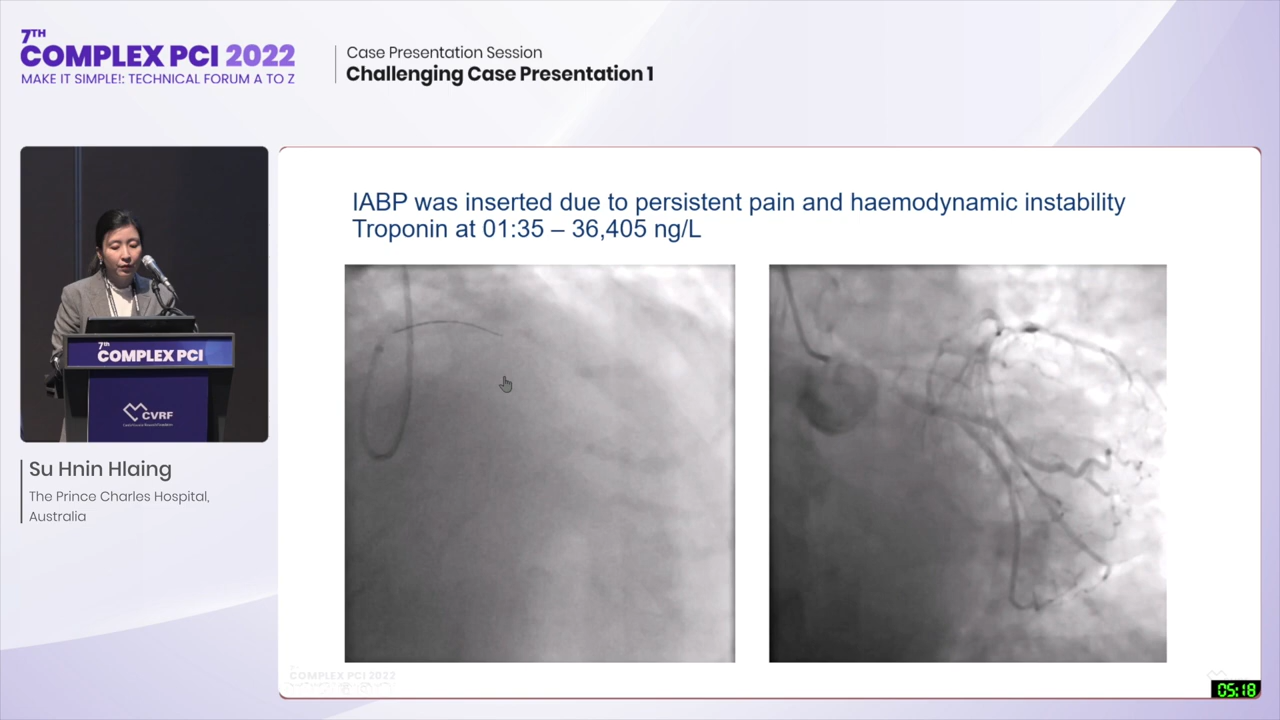 7TH
COMPLEX PCI 2022
MAKE IT SIMPLE!: TECHNICAL FORUM A TO Z
Case Presentation Session
Challenging Case Presentation 1
IABP was inserted due to persistent pain and haemodynamic instability
Troponin at 01:35 – 36,405 ng/L
7th
COMPLEX PCI
CVRF
Su Hnin Hlaing
The Prince Charles Hospital,
Australia
COMPLEX PCI 2022
05:18